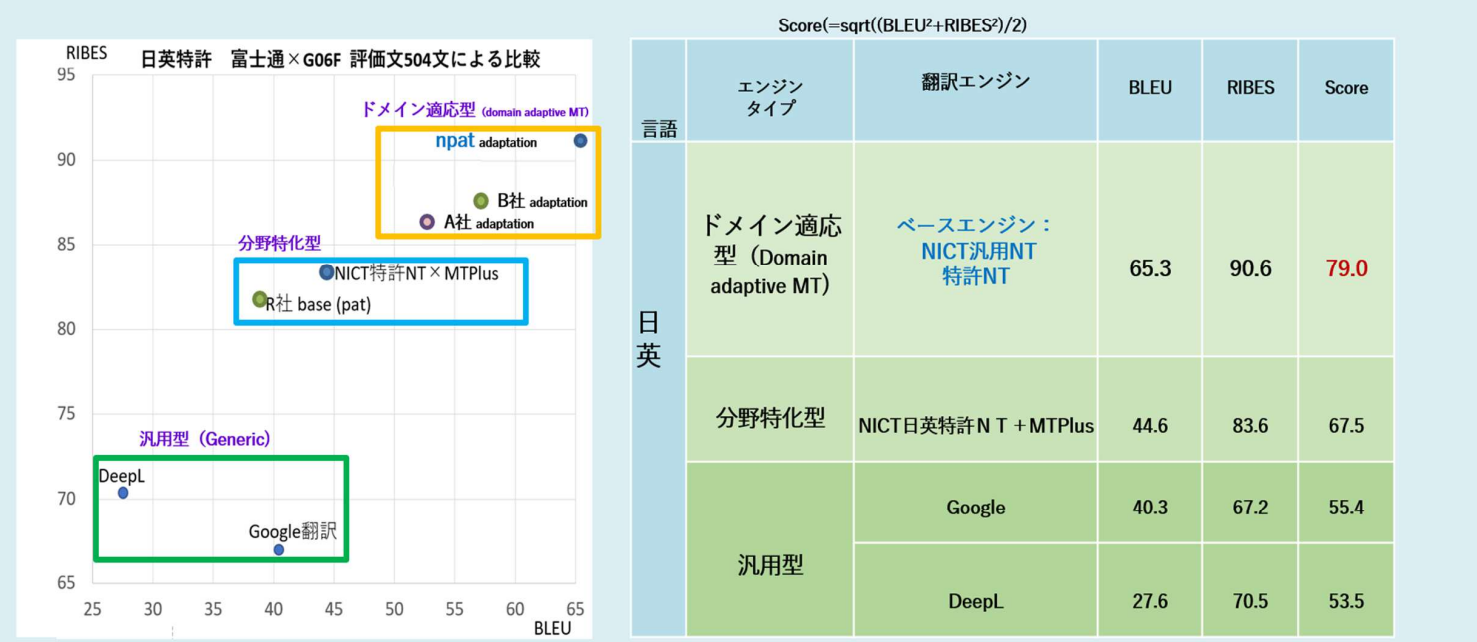 Score(=sqrt((BLEU²+RIBES²)/2)
RIBES
日英特許 富士通×G06F 評価文504文による比較
95
90
85
80
75
70
65
ドメイン適応型 (domain adaptive MT)
npat adaptation
B社 adaptation
A社 adaptation
分野特化型
NICT特許NT×MTPlus
R社 base (pat)
汎用型（Generic）
DeepL
Google翻訳
25 30 35 40 45 50 55 60 65
BLEU
言語
エンジン
タイプ
翻訳エンジン
BLEU
RIBES
Score
日
英
ドメイン適応
型（Domain
adaptive MT）
ベースエンジン：
NICT汎用NT
特許NT
65.3
90.6
79.0
分野特化型
NICT日英特許ＮＴ＋MTPlus
44.6
83.6
67.5
汎用型
Google
40.3
67.2
55.4
DeepL
27.6
70.5
53.5